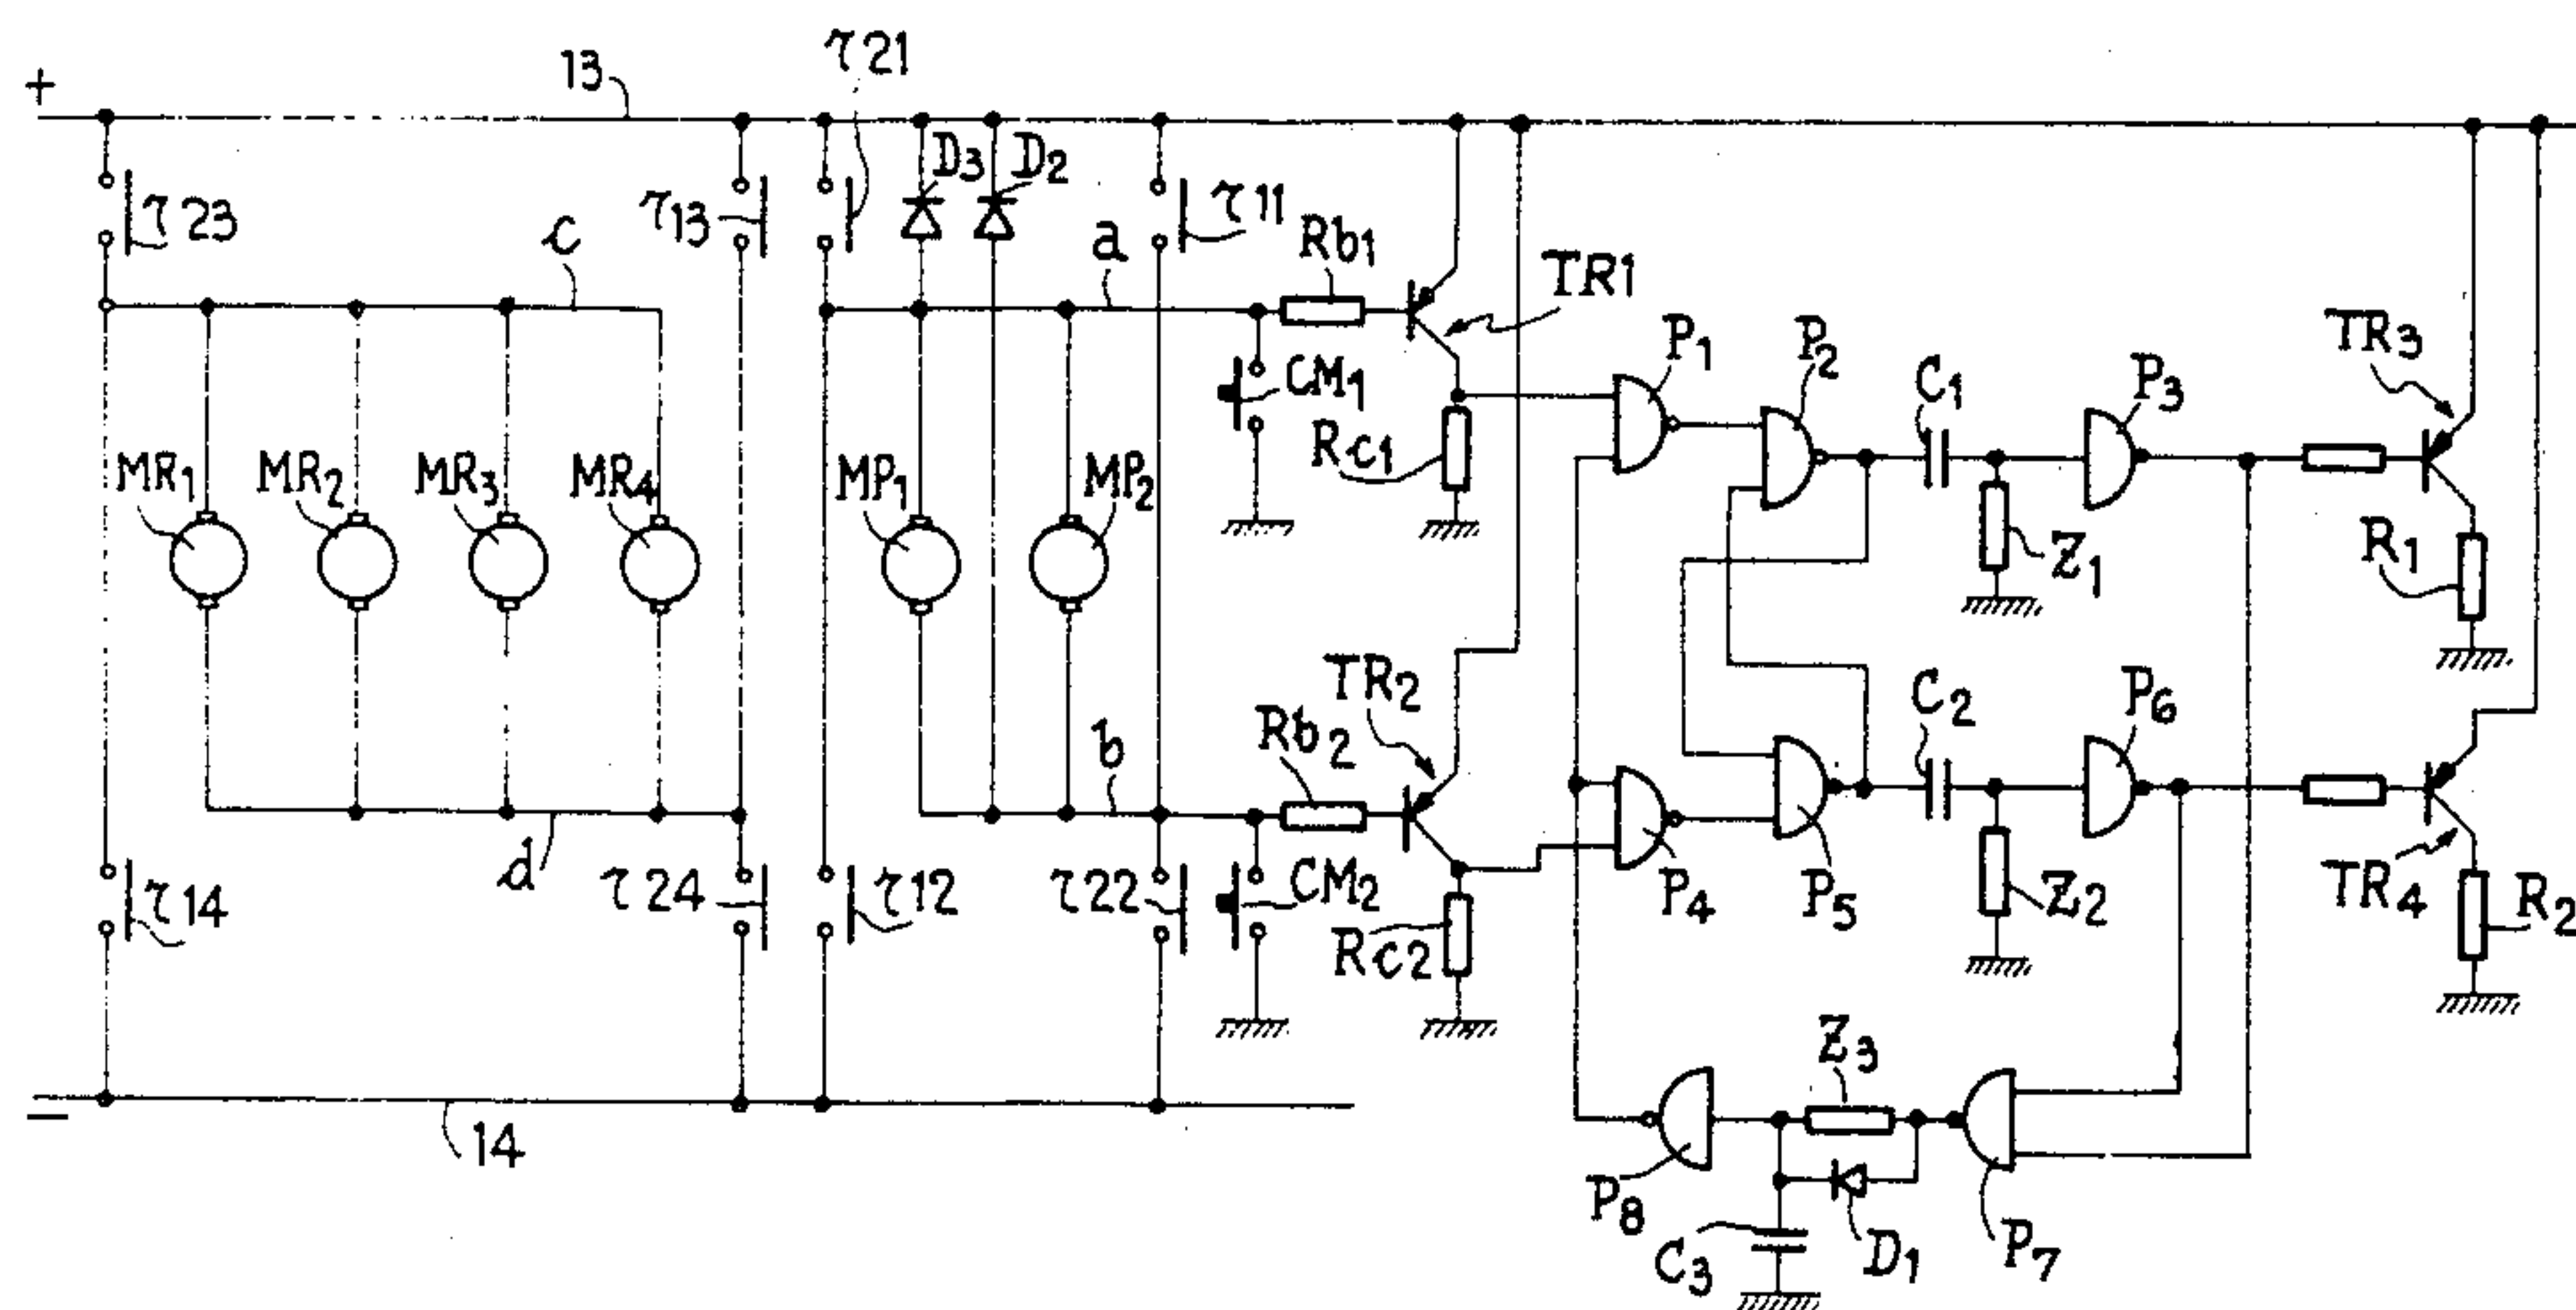 +
13
τ21
D3
D2
τ23
τ13
τ11
c
a
Rb1
TR1
P1
P2
C1
P3
TR3
CM1
Rc1
MR1
MR2
MR3
MR4
MP1
MP2
Z1
R1
TR2
Rb2
b
C2
P6
d
τ14
τ24
τ12
τ22
CM2
Rc2
P4
P5
Z2
TR4
R2
Z3
−
14
P8
C3
D1
P7